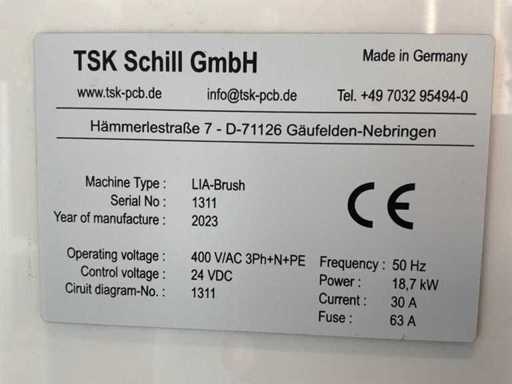 TSK Schill GmbH Made in Germany
www.tsk-pcb.de info@tsk-pcb.de Tel. +49 7032 95494-0
Hämmerlestraße 7 - D-71126 Gäufelden-Nebringen
Machine Type : LIA-Brush
Serial No : 1311
Year of manufacture : 2023
CE
Operating voltage : 400 V/AC 3Ph+N+PE Frequency : 50 Hz
Control voltage : 24 VDC Power : 18,7 kW
Ciruit diagram-No. : 1311 Current : 30 A
Fuse : 63 A